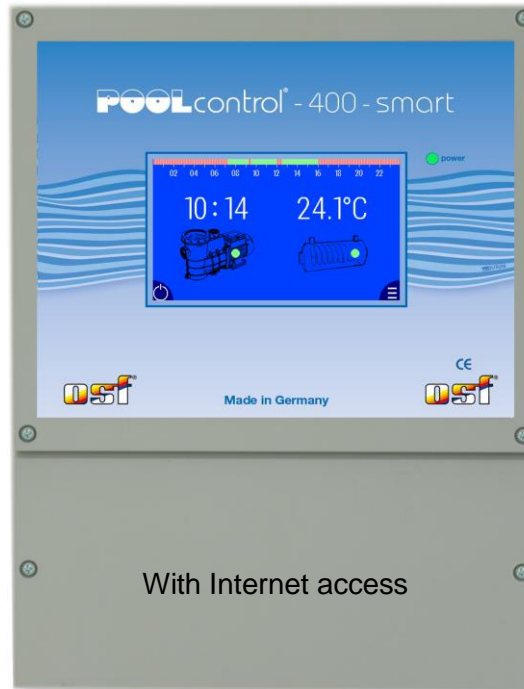 POOLcontrol® - 400 - smart
power
02 04 06 08 10 12 14 16 18 20 22
10:14 24.1°C
CE
osf® osf®
Made in Germany
With Internet access